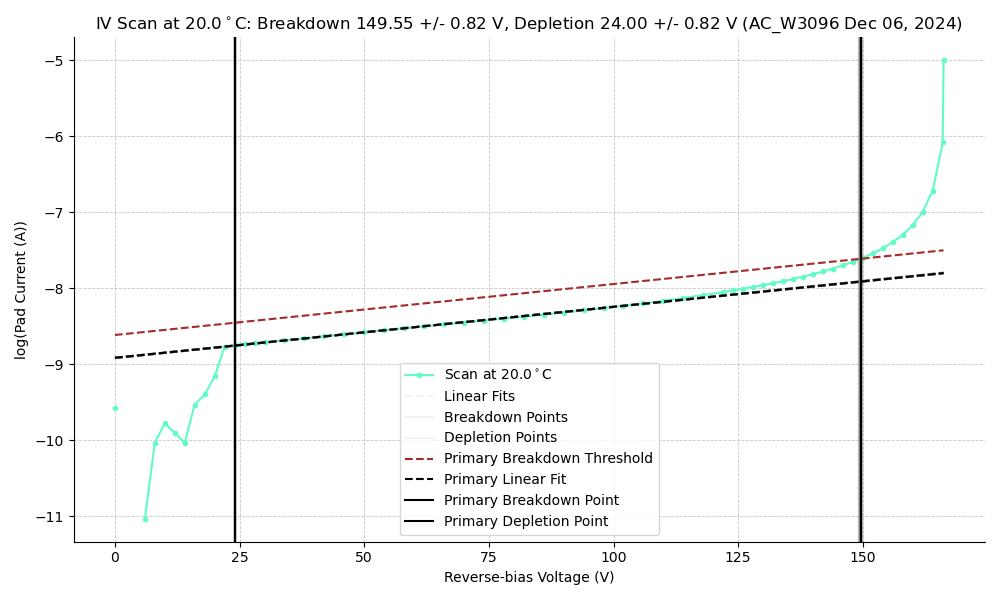 IV Scan at 20.0°C: Breakdown 149.55 +/- 0.82 V, Depletion 24.00 +/- 0.82 V (AC_W3096 Dec 06, 2024)
log(Pad Current (A))
−5
−6
−7
−8
−9
−10
−11
Scan at 20.0°C
Linear Fits
Breakdown Points
Depletion Points
Primary Breakdown Threshold
Primary Linear Fit
Primary Breakdown Point
Primary Depletion Point
0 25 50 75 100 125 150
Reverse-bias Voltage (V)